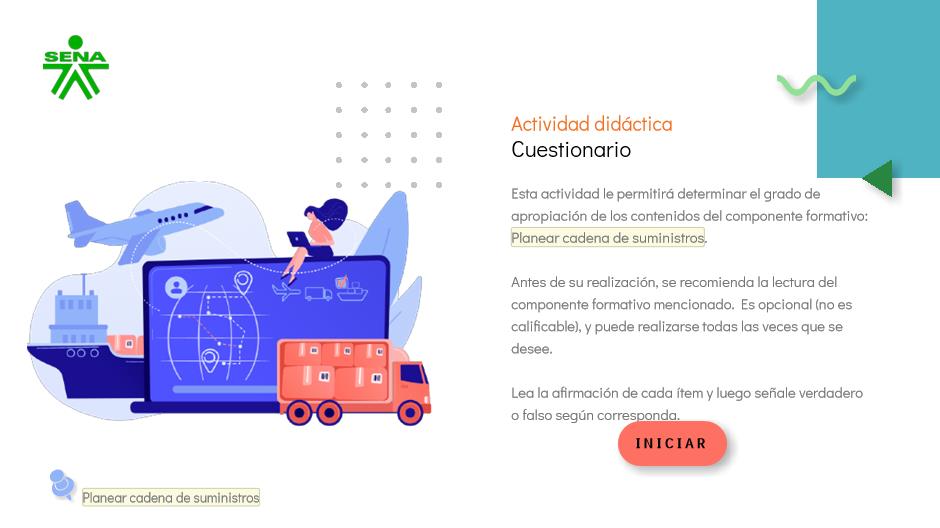 SENA
Actividad didáctica
Cuestionario
Esta actividad le permitirá determinar el grado de
apropiación de los contenidos del componente formativo:
Planear cadena de suministros.
Antes de su realización, se recomienda la lectura del
componente formativo mencionado. Es opcional (no es
calificable), y puede realizarse todas las veces que se
desee.
Lea la afirmación de cada ítem y luego señale verdadero
o falso según corresponda.
INICIAR
Planear cadena de suministros